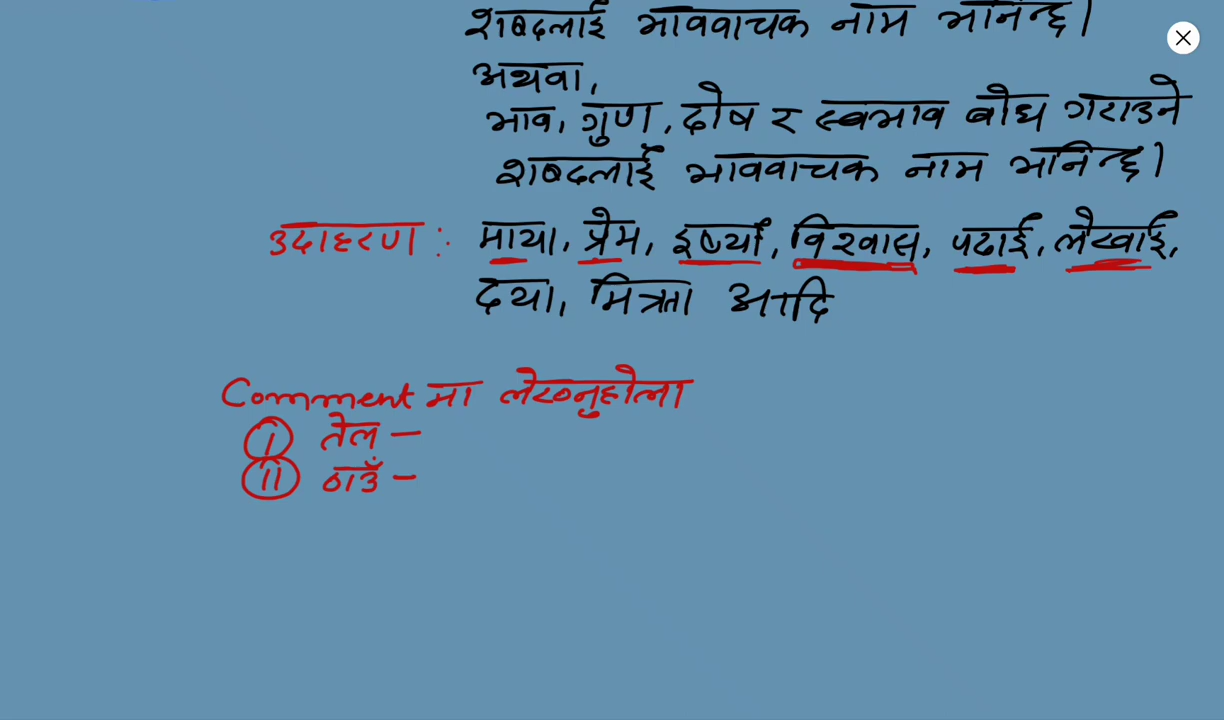 शब्दलाई भाववाचक नाम भनिन्छ।
अथवा,
भाव, गुण, दोष र स्वभाव बोध गराउने
शब्दलाई भाववाचक नाम भनिन्छ।
उदाहरण : माया, प्रेम, इर्ष्या, विश्वास, पढाई, लेखाई,
दया, मित्रता आदि
Comment मा लेख्नुहोला
I तेल -
II ठाउँ -